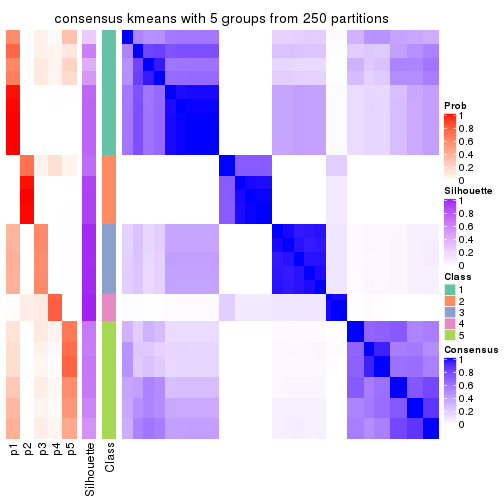 consensus kmeans with 5 groups from 250 partitions
Prob
1
0.8
0.6
0.4
0.2
0
Silhouette
1
0.8
0.6
0.4
0.2
0
Class
1
2
3
4
5
Consensus
1
0.8
0.6
0.4
0.2
0
p1
p2
p3
p4
p5
Silhouette
Class